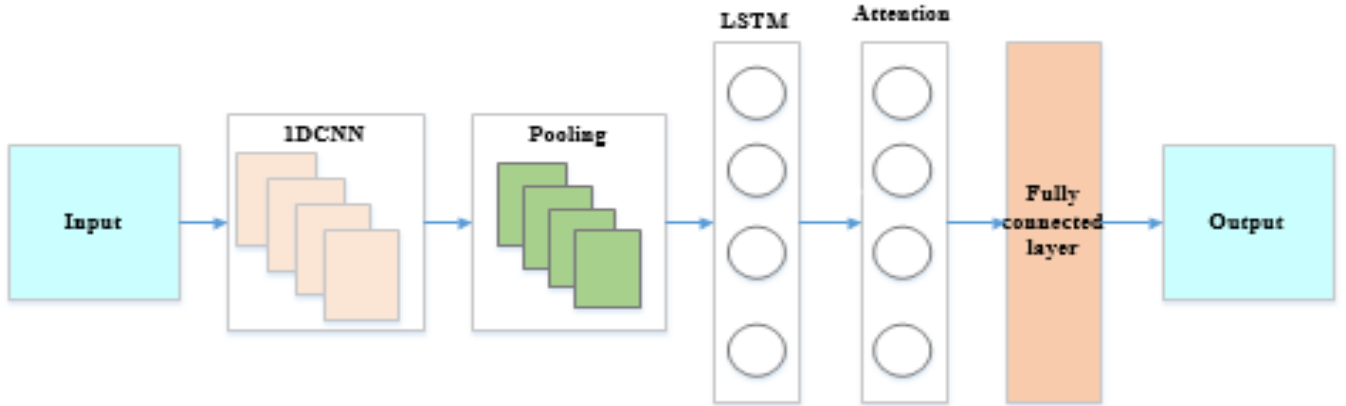 LSTM
Attention
1DCNN
Pooling
Input
Fully
connected
layer
Output